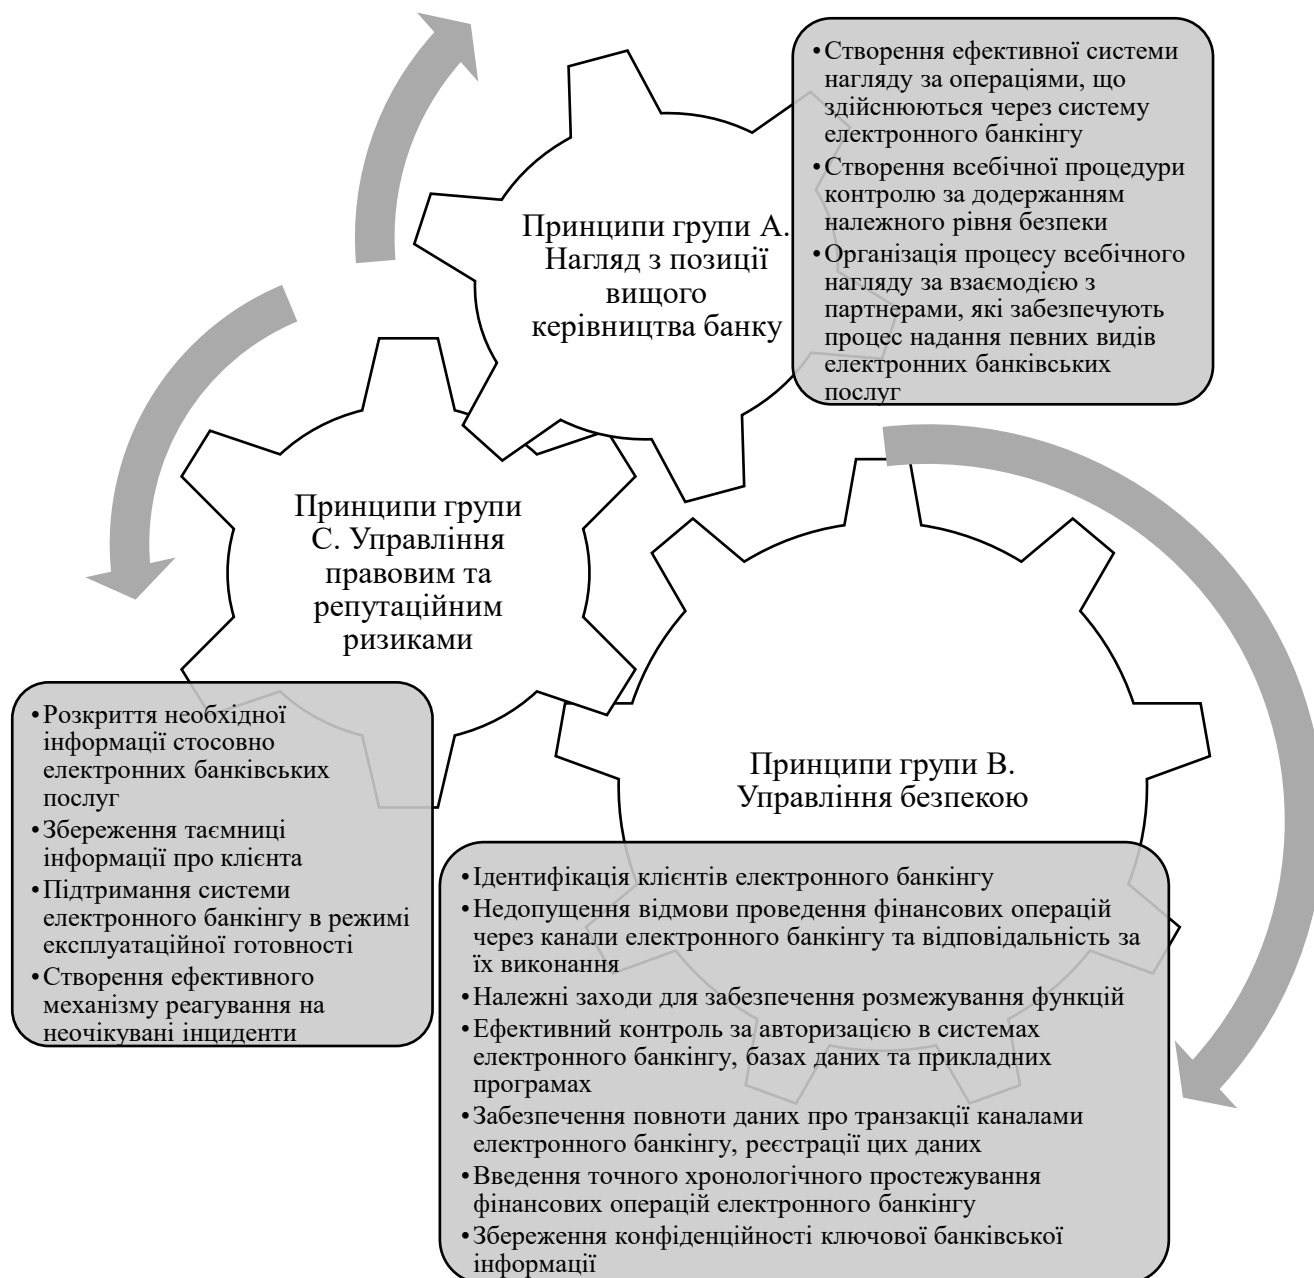 Принципи групи А.
Нагляд з позиції
вищого
керівництва банку
•Створення ефективної системи
нагляду за операціями, що
здійснюються через систему
електронного банкінгу
•Створення всебічної процедури
контролю за додержанням
належного рівня безпеки
•Організація процесу всебічного
нагляду за взаємодією з
партнерами, які забезпечують
процес надання певних видів
електронних банківських
послуг
Принципи групи
С. Управління
правовим та
репутаційним
ризиками
•Розкриття необхідної
інформації стосовно
електронних банківських
послуг
•Збереження таємниці
інформації про клієнта
•Підтримання системи
електронного банкінгу в режимі
експлуатаційної готовності
•Створення ефективного
механізму реагування на
неочікувані інциденти
Принципи групи В.
Управління безпекою
•Ідентифікація клієнтів електронного банкінгу
•Недопущення відмови проведення фінансових операцій
через канали електронного банкінгу та відповідальність за
їх виконання
•Належні заходи для забезпечення розмежування функцій
•Ефективний контроль за авторизацією в системах
електронного банкінгу, базах даних та прикладних
програмах
•Забезпечення повноти даних про транзакції каналами
електронного банкінгу, реєстрації цих даних
•Введення точного хронологічного простежування
фінансових операцій електронного банкінгу
•Збереження конфіденційності ключової банківської
інформації